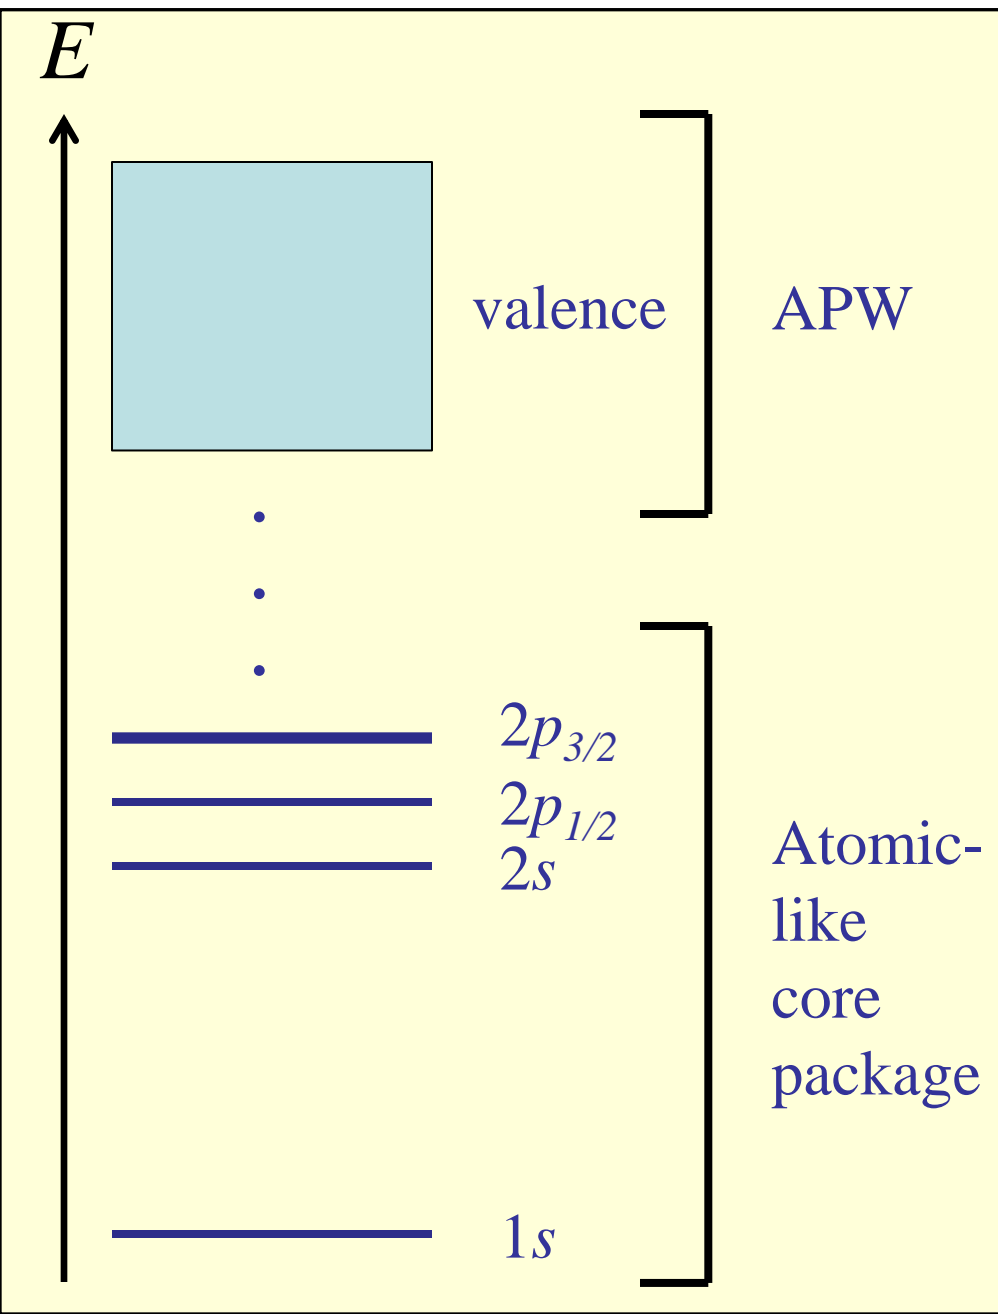 E
valence
APW
2p3/2
2p1/2
2s
Atomic-
like
core
package
1s